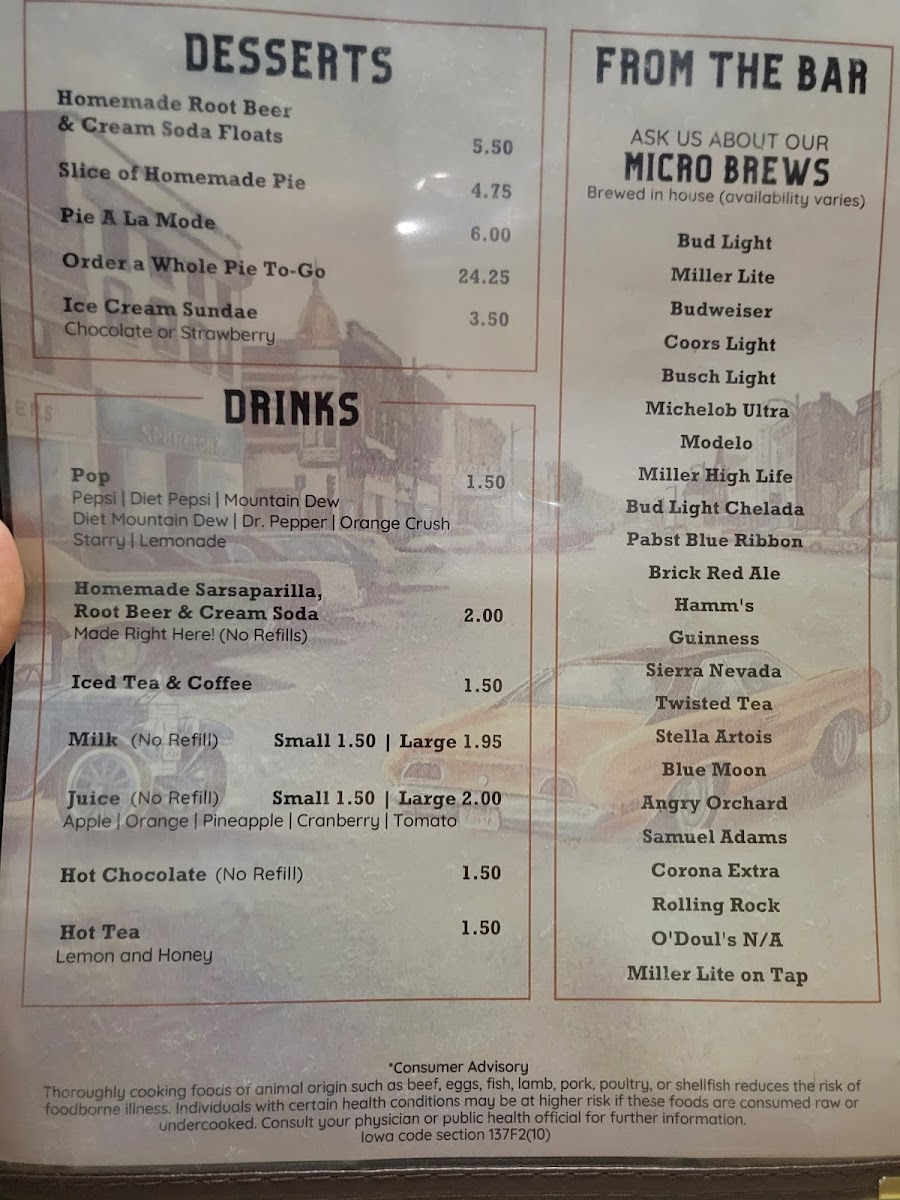 DESSERTS
Homemade Root Beer
& Cream Soda Floats 5.50
Slice of Homemade Pie 4.75
Pie A La Mode 6.00
Order a Whole Pie To-Go 24.25
Ice Cream Sundae 3.50
Chocolate or Strawberry
DRINKS
Pop 1.50
Pepsi | Diet Pepsi | Mountain Dew
Diet Mountain Dew | Dr. Pepper | Orange Crush
Starry | Lemonade
Homemade Sarsaparilla,
Root Beer & Cream Soda 2.00
Made Right Here! (No Refills)
Iced Tea & Coffee 1.50
Milk (No Refill) Small 1.50 | Large 1.95
Juice (No Refill) Small 1.50 | Large 2.00
Apple | Orange | Pineapple | Cranberry | Tomato
Hot Chocolate (No Refill) 1.50
Hot Tea 1.50
Lemon and Honey
FROM THE BAR
ASK US ABOUT OUR
MICRO BREWS
Brewed in house (availability varies)
Bud Light
Miller Lite
Budweiser
Coors Light
Busch Light
Michelob Ultra
Modelo
Miller High Life
Bud Light Chelada
Pabst Blue Ribbon
Brick Red Ale
Hamm's
Guinness
Sierra Nevada
Twisted Tea
Stella Artois
Blue Moon
Angry Orchard
Samuel Adams
Corona Extra
Rolling Rock
O'Doul's N/A
Miller Lite on Tap
*Consumer Advisory
Thoroughly cooking foods of animal origin such as beef, eggs, fish, lamb, pork, poultry, or shellfish reduces the risk of
foodborne illness. Individuals with certain health conditions may be at higher risk if these foods are consumed raw or
undercooked. Consult your physician or public health official for further information.
Iowa code section 137F2(10)